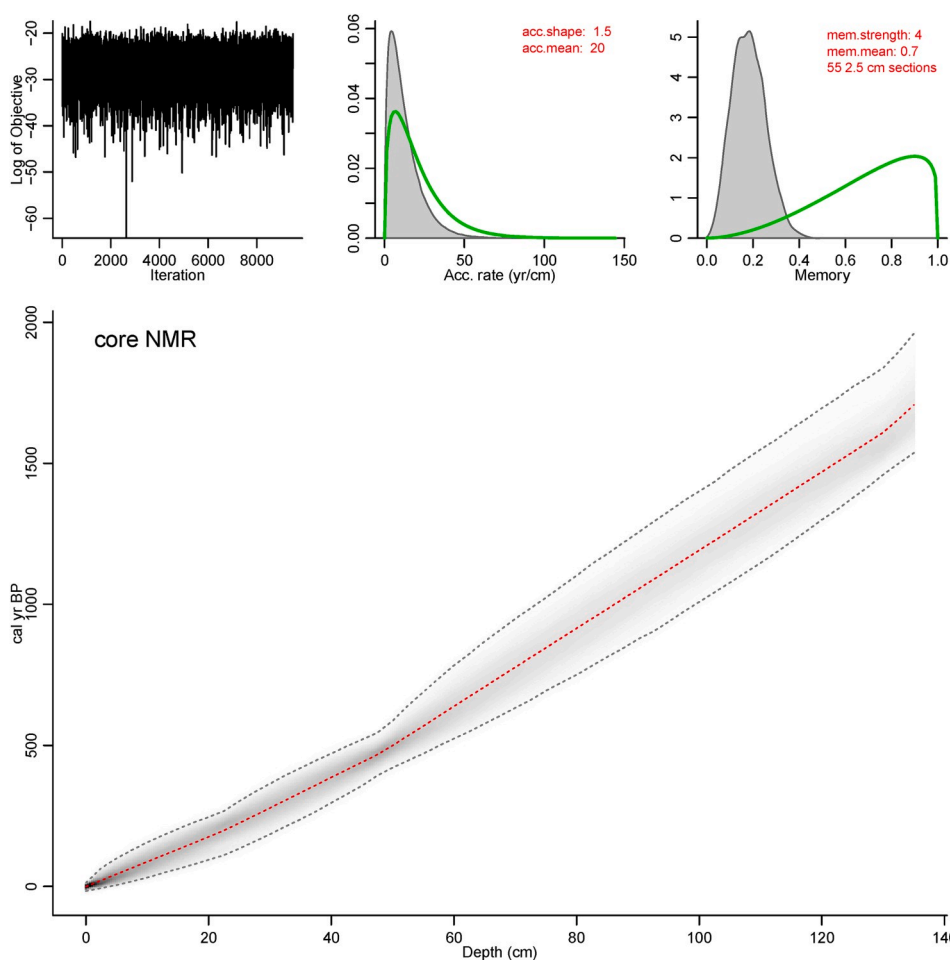 -20
-30
-40
-50
-60
Log of Objective
0 2000 4000 6000 8000
Iteration
0.06
0.04
0.02
0.00
acc.shape: 1.5
acc.mean: 20
0 50 100 150
Acc. rate (yr/cm)
5
4
3
2
1
0
mem.strength: 4
mem.mean: 0.7
55 2.5 cm sections
0.0 0.2 0.4 0.6 0.8 1.0
Memory
core NMR
2000
1500
1000
500
0
cal yr BP
0 20 40 60 80 100 120 140
Depth (cm)